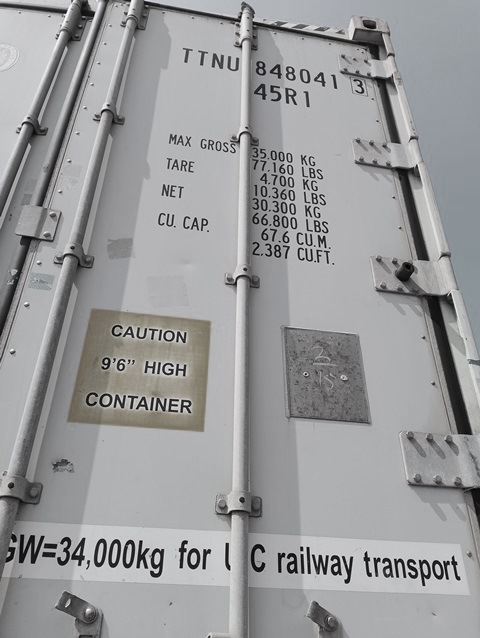 TTNU 848041 3
45R1
MAX GROSS 35.000 KG
77.160 LBS
TARE 4.700 KG
10.360 LBS
NET 30.300 KG
66.800 LBS
CU. CAP. 67.6 CU.M.
2.387 CU.FT.
CAUTION
9'6" HIGH
CONTAINER
3
15
GW=34,000kg for C railway transport